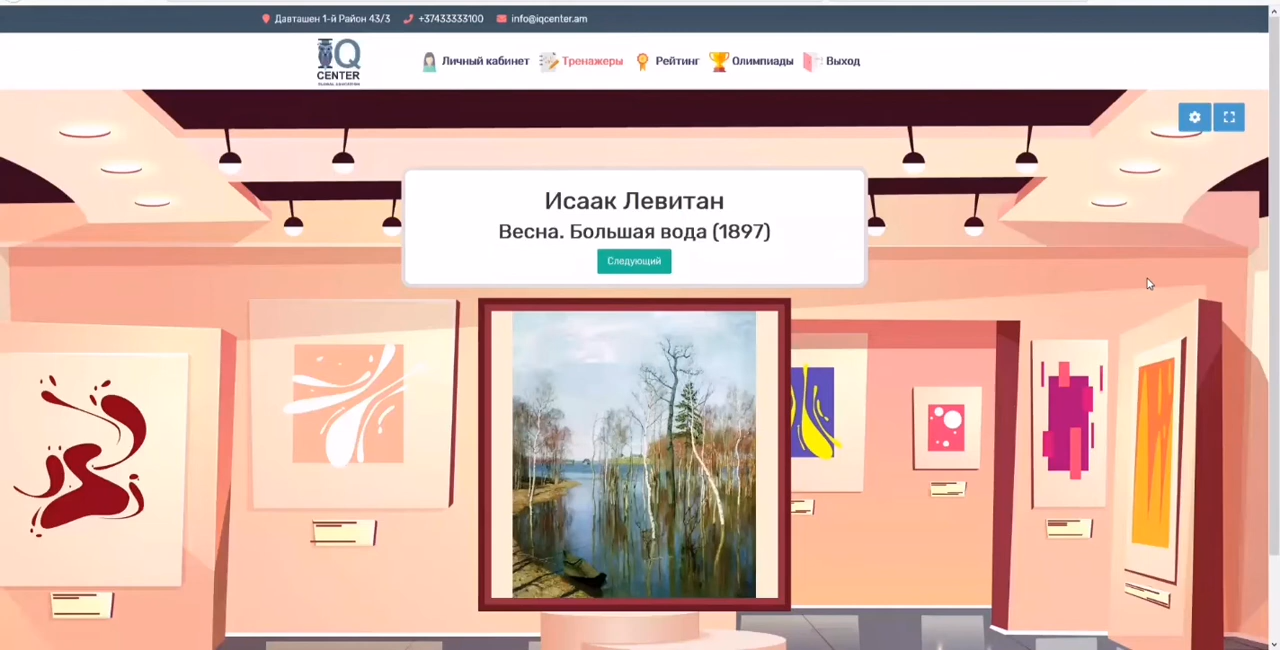 Давташен 1-й Район 43/3 +37433333100 info@iqcenter.am
IQ
CENTER
Личный кабинет Тренажеры Рейтинг Олимпиады Выход
Исаак Левитан
Весна. Большая вода (1897)
Следующий